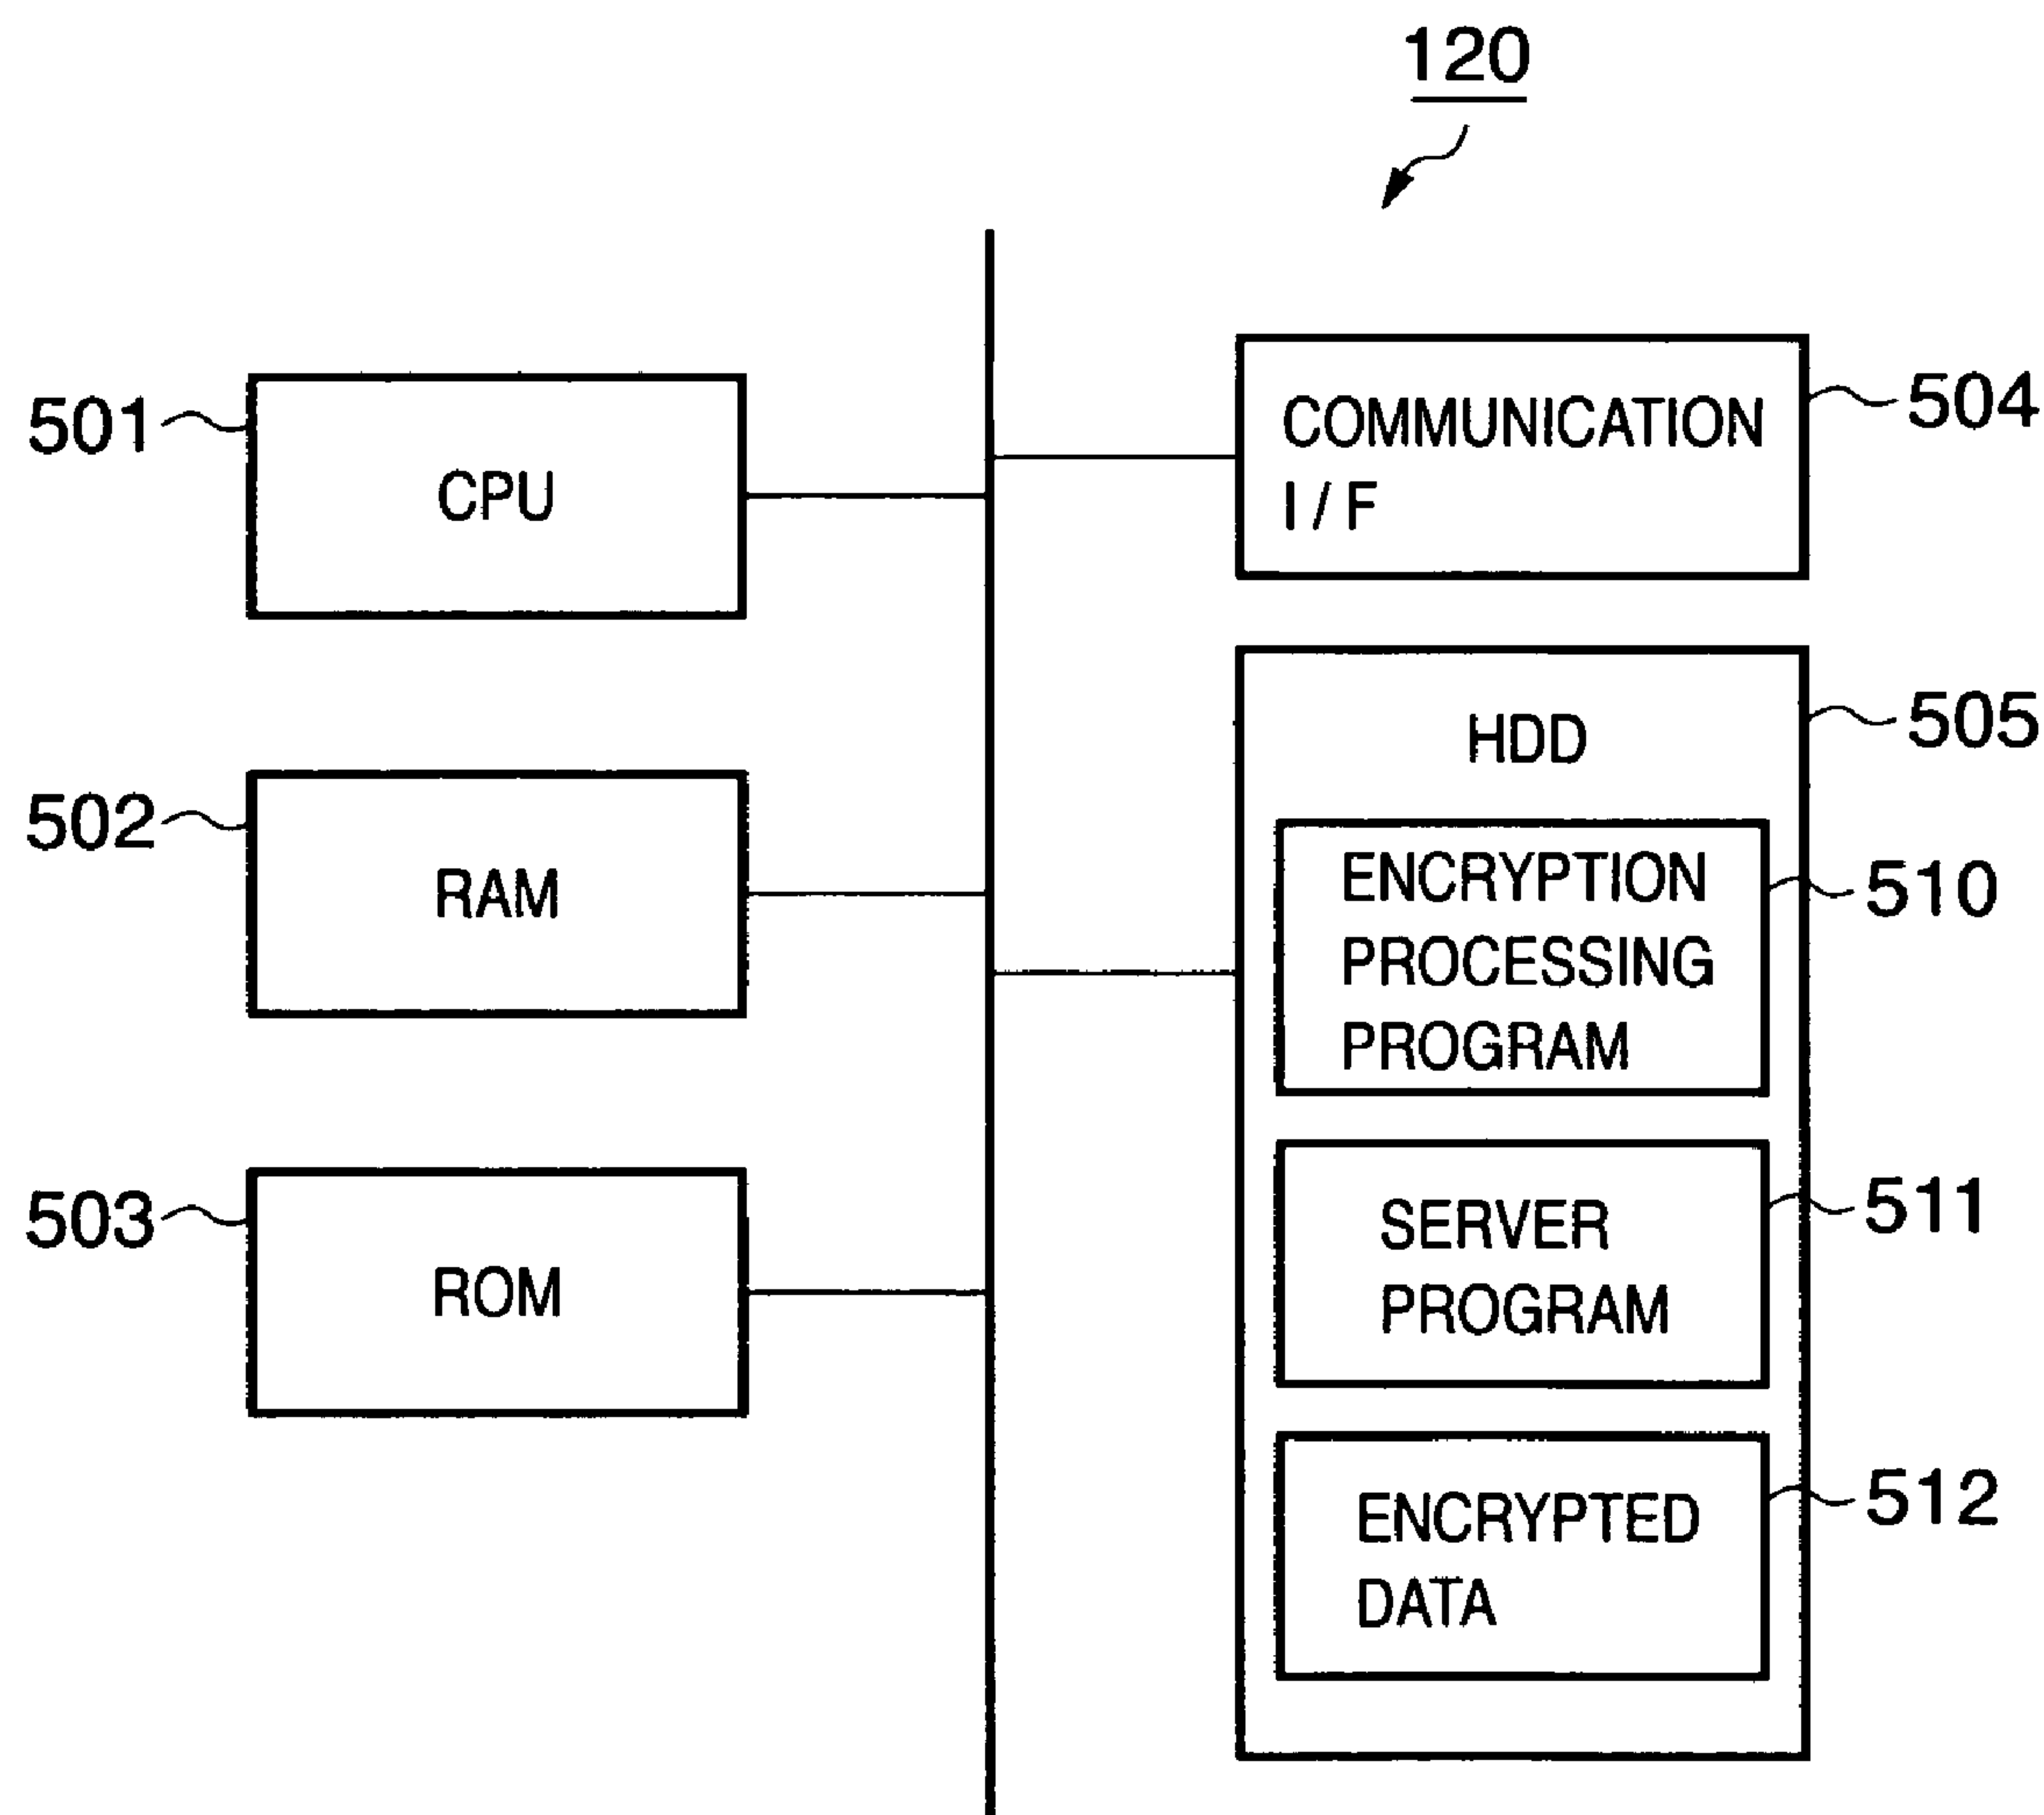 120
501
CPU
502
RAM
503
ROM
COMMUNICATION
I / F
504
HDD
505
ENCRYPTION
PROCESSING
PROGRAM
510
SERVER
PROGRAM
511
ENCRYPTED
DATA
512